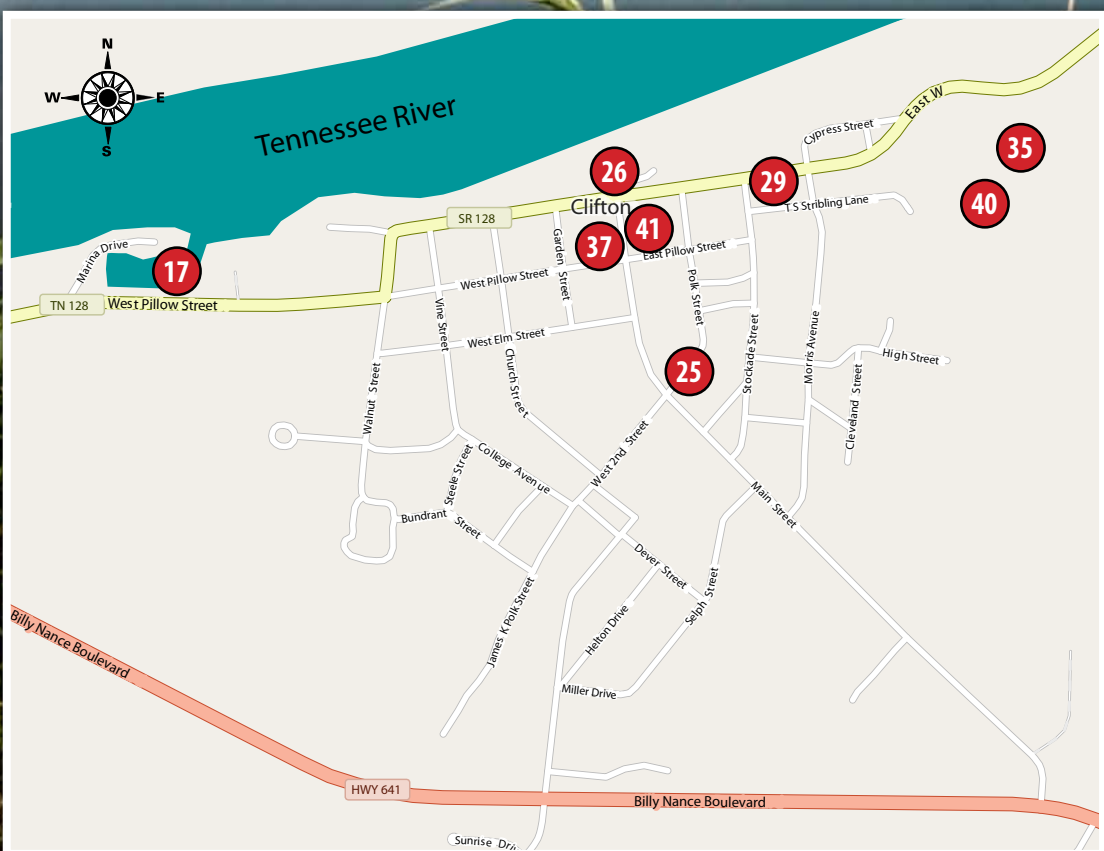 N
W E
S
Tennessee River
East W
Cypress Street
35
26
29
40
T S Stribling Lane
Clifton
SR 128
41
37
Garden Street
East Pillow Street
Marina Drive
17
West Pillow Street
Polk Street
TN 128
West Pillow Street
Vine Street
West Elm Street
Church Street
Stockade Street
Morris Avenue
High Street
25
Walnut Street
Cleveland Street
West 2nd Street
College Avenue
Steele Street
Main Street
Bundrant Street
Dever Street
James K Polk Street
Helton Drive
Selph Street
Billy Nance Boulevard
Miller Drive
HWY 641
Billy Nance Boulevard
Sunrise Dri